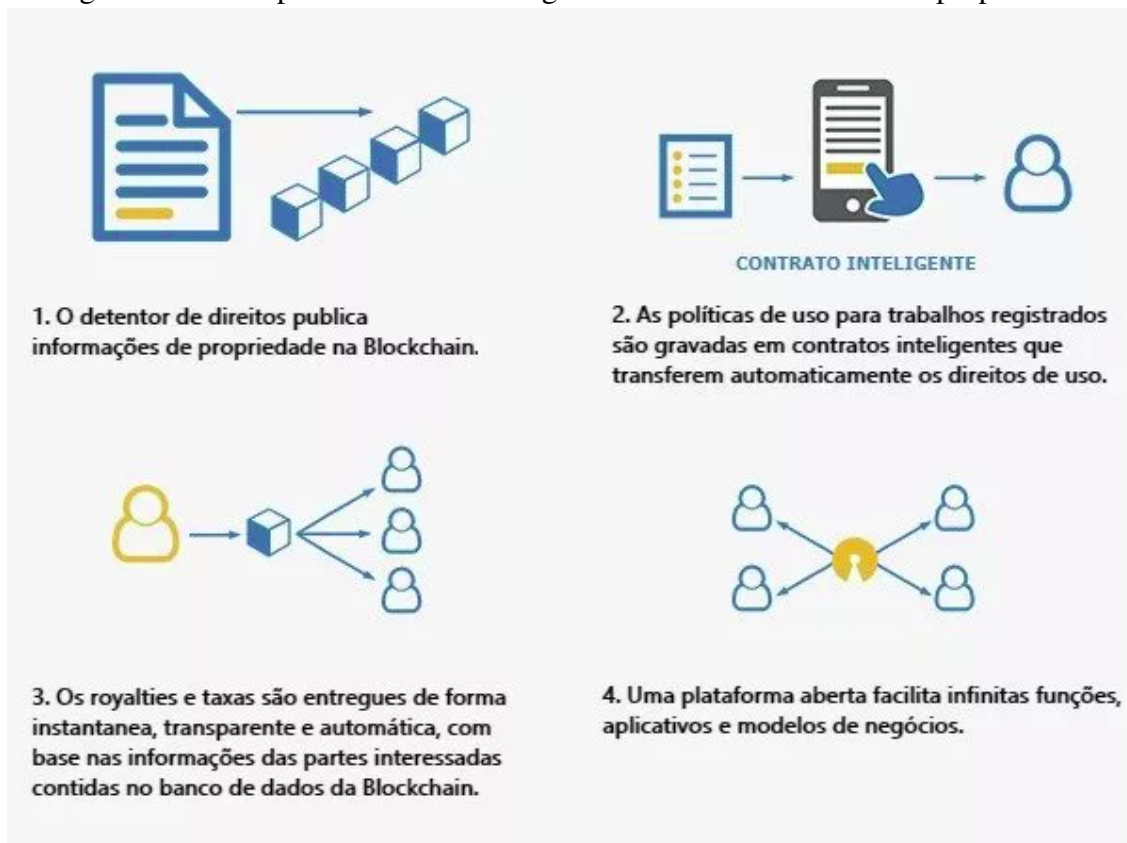 CONTRATO INTELIGENTE
1. O detentor de direitos publica
informações de propriedade na Blockchain.
2. As políticas de uso para trabalhos registrados
são gravadas em contratos inteligentes que
transferem automaticamente os direitos de uso.
3. Os royalties e taxas são entregues de forma
instantanea, transparente e automática, com
base nas informações das partes interessadas
contidas no banco de dados da Blockchain.
4. Uma plataforma aberta facilita infinitas funções,
aplicativos e modelos de negócios.